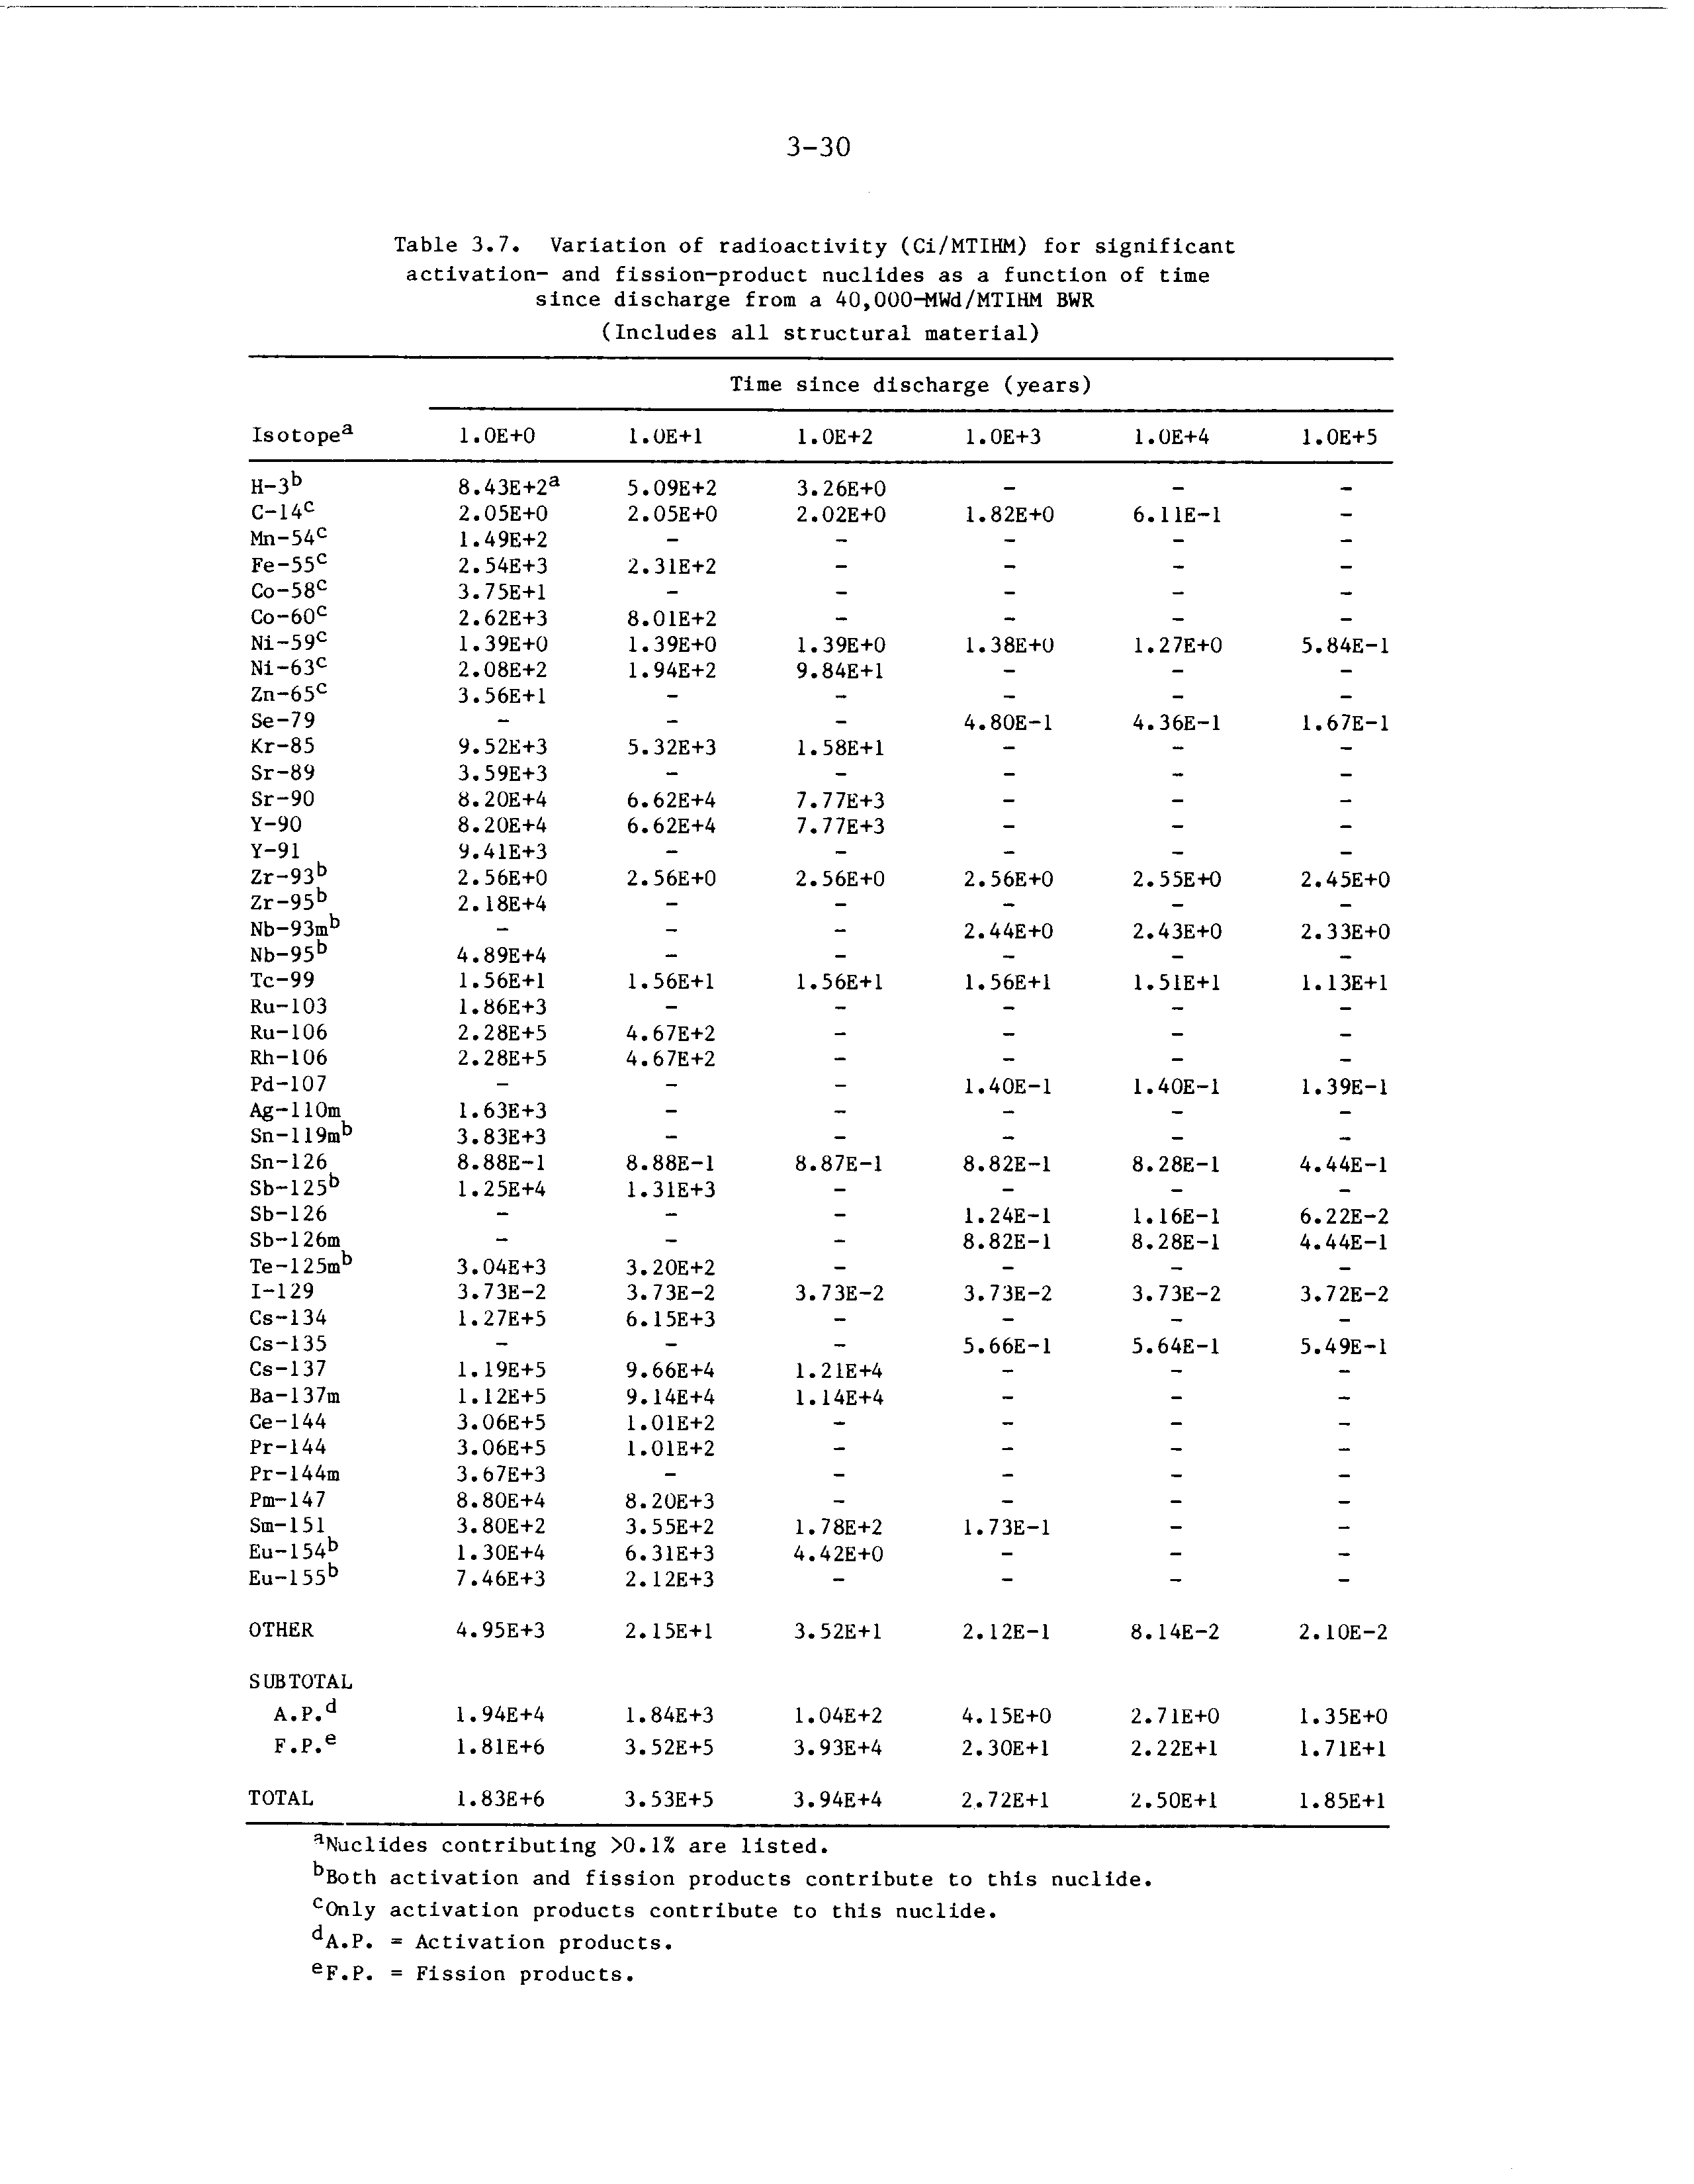 3-30
Table 3.7. Variation of radioactivity (Ci/MTIHM) for significant
activation- and fission-product nuclides as a function of time
since discharge from a 40,000-MWd/MTIHM BWR
(Includes all structural material)
Time since discharge (years)
Isotopea 1.0E+0 1.0E+1 1.0E+2 1.0E+3 1.0E+4 1.0E+5
H-3b 8.43E+2a 5.09E+2 3.26E+0 - - -
C-14c 2.05E+0 2.05E+0 2.02E+0 1.82E+0 6.11E-1 -
Mn-54c 1.49E+2 - - - - -
Fe-55c 2.54E+3 2.31E+2 - - - -
Co-58c 3.75E+1 - - - - -
Co-60c 2.62E+3 8.01E+2 - - - -
Ni-59c 1.39E+0 1.39E+0 1.39E+0 1.38E+0 1.27E+0 5.84E-1
Ni-63c 2.08E+2 1.94E+2 9.84E+1 - - -
Zn-65c 3.56E+1 - - - - -
Se-79 - - - 4.80E-1 4.36E-1 1.67E-1
Kr-85 9.52E+3 5.32E+3 1.58E+1 - - -
Sr-89 3.59E+3 - - - - -
Sr-90 8.20E+4 6.62E+4 7.77E+3 - - -
Y-90 8.20E+4 6.62E+4 7.77E+3 - - -
Y-91 9.41E+3 - - - - -
Zr-93b 2.56E+0 2.56E+0 2.56E+0 2.56E+0 2.55E+0 2.45E+0
Zr-95b 2.18E+4 - - - - -
Nb-93mb - - - 2.44E+0 2.43E+0 2.33E+0
Nb-95b 4.89E+4 - - - - -
Tc-99 1.56E+1 1.56E+1 1.56E+1 1.56E+1 1.51E+1 1.13E+1
Ru-103 1.86E+3 - - - - -
Ru-106 2.28E+5 4.67E+2 - - - -
Rh-106 2.28E+5 4.67E+2 - - - -
Pd-107 - - - 1.40E-1 1.40E-1 1.39E-1
Ag-110m 1.63E+3 - - - - -
Sn-119mb 3.83E+3 - - - - -
Sn-126 8.88E-1 8.88E-1 8.87E-1 8.82E-1 8.28E-1 4.44E-1
Sb-125b 1.25E+4 1.31E+3 - - - -
Sb-126 - - - 1.24E-1 1.16E-1 6.22E-2
Sb-126m - - - 8.82E-1 8.28E-1 4.44E-1
Te-125mb 3.04E+3 3.20E+2 - - - -
I-129 3.73E-2 3.73E-2 3.73E-2 3.73E-2 3.73E-2 3.72E-2
Cs-134 1.27E+5 6.15E+3 - - - -
Cs-135 - - - 5.66E-1 5.64E-1 5.49E-1
Cs-137 1.19E+5 9.66E+4 1.21E+4 - - -
Ba-137m 1.12E+5 9.14E+4 1.14E+4 - - -
Ce-144 3.06E+5 1.01E+2 - - - -
Pr-144 3.06E+5 1.01E+2 - - - -
Pr-144m 3.67E+3 - - - - -
Pm-147 8.80E+4 8.20E+3 - - - -
Sm-151 3.80E+2 3.55E+2 1.78E+2 1.73E-1 - -
Eu-154b 1.30E+4 6.31E+3 4.42E+0 - - -
Eu-155b 7.46E+3 2.12E+3 - - - -
OTHER 4.95E+3 2.15E+1 3.52E+1 2.12E-1 8.14E-2 2.10E-2
SUBTOTAL
A.P.d 1.94E+4 1.84E+3 1.04E+2 4.15E+0 2.71E+0 1.35E+0
F.P.e 1.81E+6 3.52E+5 3.93E+4 2.30E+1 2.22E+1 1.71E+1
TOTAL 1.83E+6 3.53E+5 3.94E+4 2.72E+1 2.50E+1 1.85E+1
aNuclides contributing >0.1% are listed.
bBoth activation and fission products contribute to this nuclide.
cOnly activation products contribute to this nuclide.
dA.P. = Activation products.
eF.P. = Fission products.